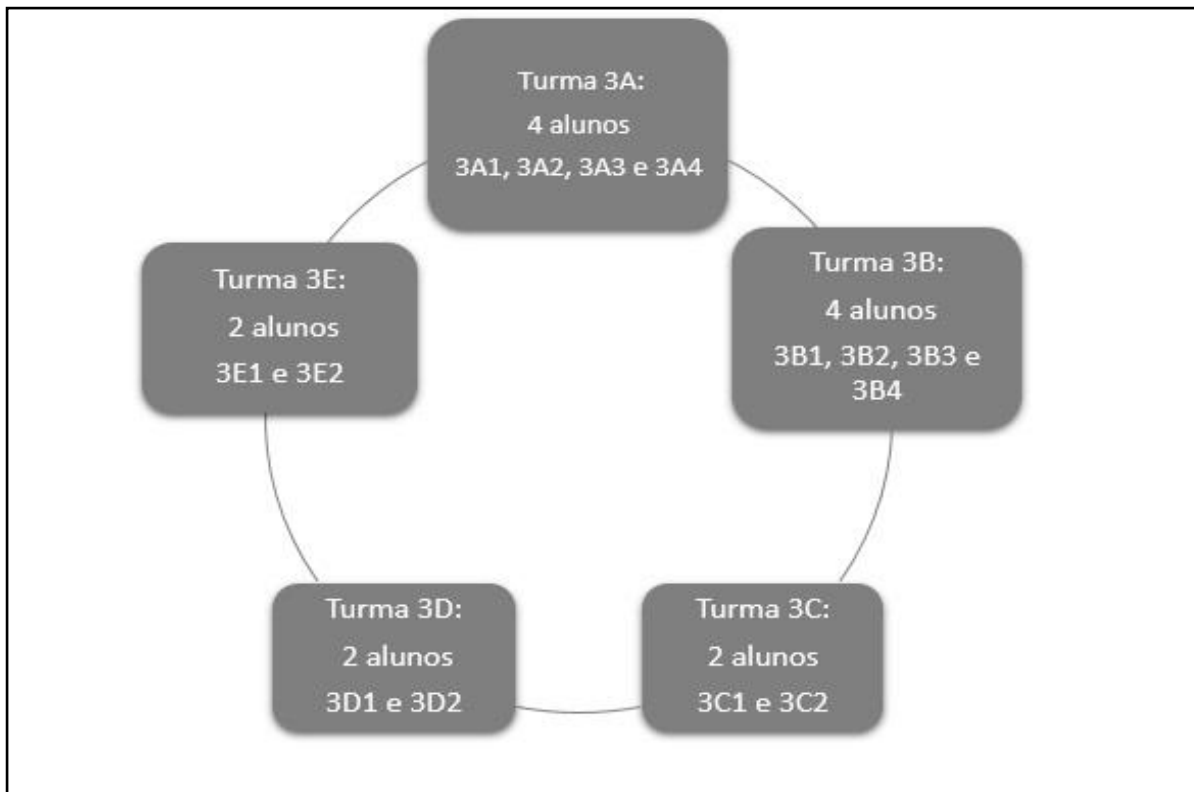 Turma 3A:
4 alunos
3A1, 3A2, 3A3 e 3A4
Turma 3B:
4 alunos
3B1, 3B2, 3B3 e
3B4
Turma 3C:
2 alunos
3C1 e 3C2
Turma 3D:
2 alunos
3D1 e 3D2
Turma 3E:
2 alunos
3E1 e 3E2